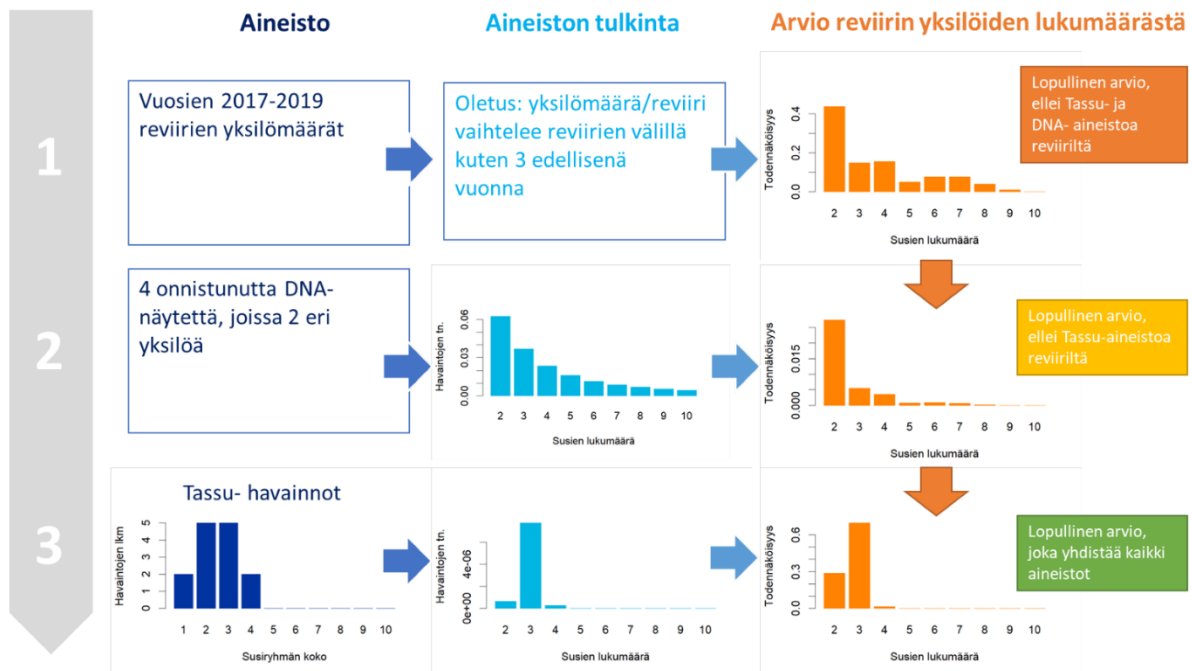 Aineisto
Aineiston tulkinta
Arvio reviirin yksilöiden lukumäärästä
1
Vuosien 2017-2019
reviirien yksilömäärät
Oletus: yksilömäärä/reviiri
vaihtelee reviirien välillä
kuten 3 edellisenä
vuonna
Todennäköisyys
0.4
0.2
0.0
2 3 4 5 6 7 8 9 10
Susien lukumäärä
Lopullinen arvio,
ellei Tassu- ja
DNA- aineistoa
reviiriltä
2
4 onnistunutta DNA-
näytettä, joissa 2 eri
yksilöä
Havaintojen tn.
0.06
0.03
0.00
2 3 4 5 6 7 8 9 10
Susien lukumäärä
Todennäköisyys
0.015
0.000
2 3 4 5 6 7 8 9 10
Susien lukumäärä
Lopullinen arvio,
ellei Tassu-aineistoa
reviiriltä
3
Tassu- havainnot
Havaintojen lkm
5
4
3
2
1
0
1 2 3 4 5 6 7 8 9 10
Susiryhmän koko
Havaintojen tn.
4e-06
0e+00
2 3 4 5 6 7 8 9 10
Susien lukumäärä
Todennäköisyys
0.6
0.3
0.0
2 3 4 5 6 7 8 9 10
Susien lukumäärä
Lopullinen arvio,
joka yhdistää kaikki
aineistot